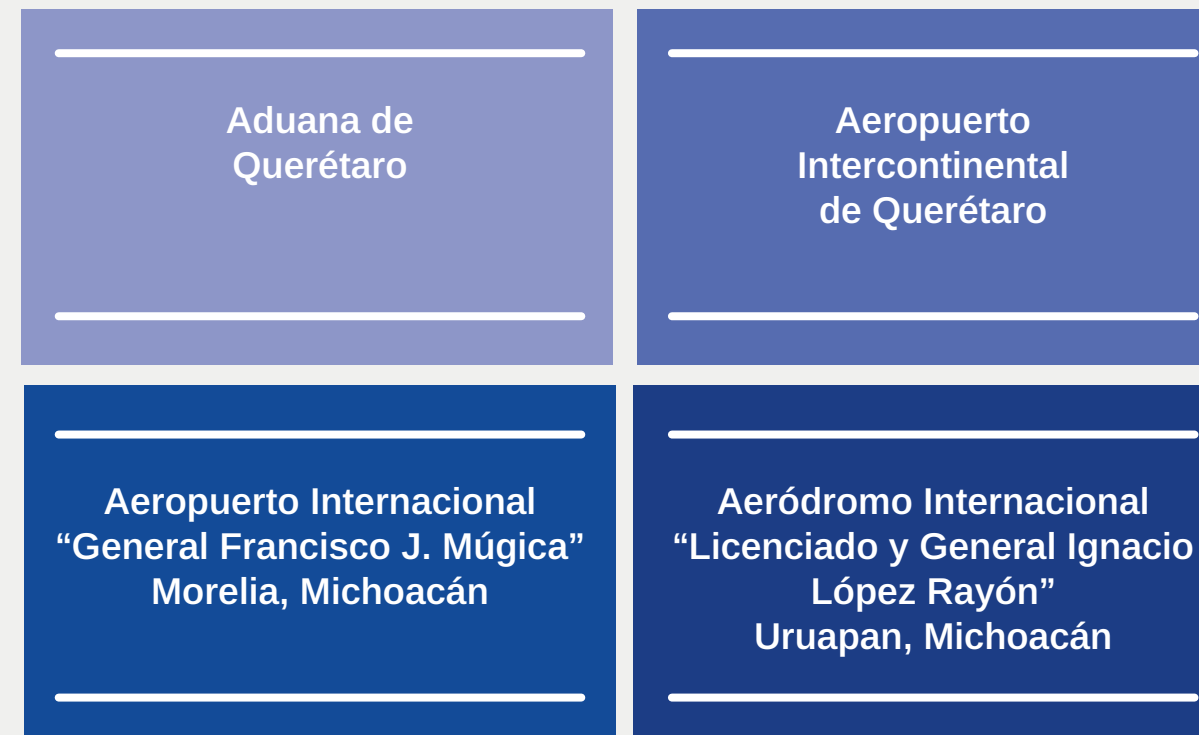 Aduana de
Querétaro
Aeropuerto
Intercontinental
de Querétaro
Aeropuerto Internacional
“General Francisco J. Múgica”
Morelia, Michoacán
Aeródromo Internacional
“Licenciado y General Ignacio
López Rayón”
Uruapan, Michoacán